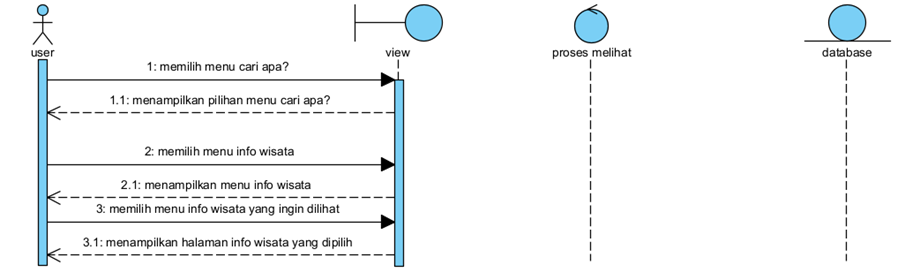 user
view
proses melihat
database
1: memilih menu cari apa?
1.1: menampilkan pilihan menu cari apa?
2: memilih menu info wisata
2.1: menampilkan menu info wisata
3: memilih menu info wisata yang ingin dilihat
3.1: menampilkan halaman info wisata yang dipilih